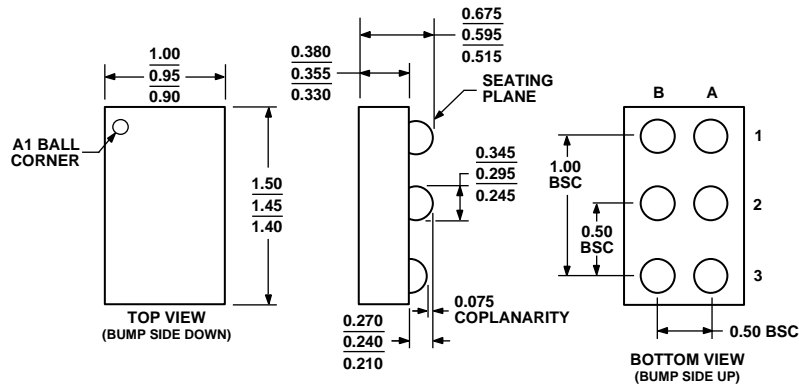 1.00
0.95
0.90
A1 BALL
CORNER
1.50
1.45
1.40
TOP VIEW
(BUMP SIDE DOWN)
0.675
0.595
0.515
0.380
0.355
0.330
SEATING
PLANE
0.345
0.295
0.245
0.075
COPLANARITY
0.270
0.240
0.210
B A
1
2
3
1.00
BSC
0.50
BSC
0.50 BSC
BOTTOM VIEW
(BUMP SIDE UP)